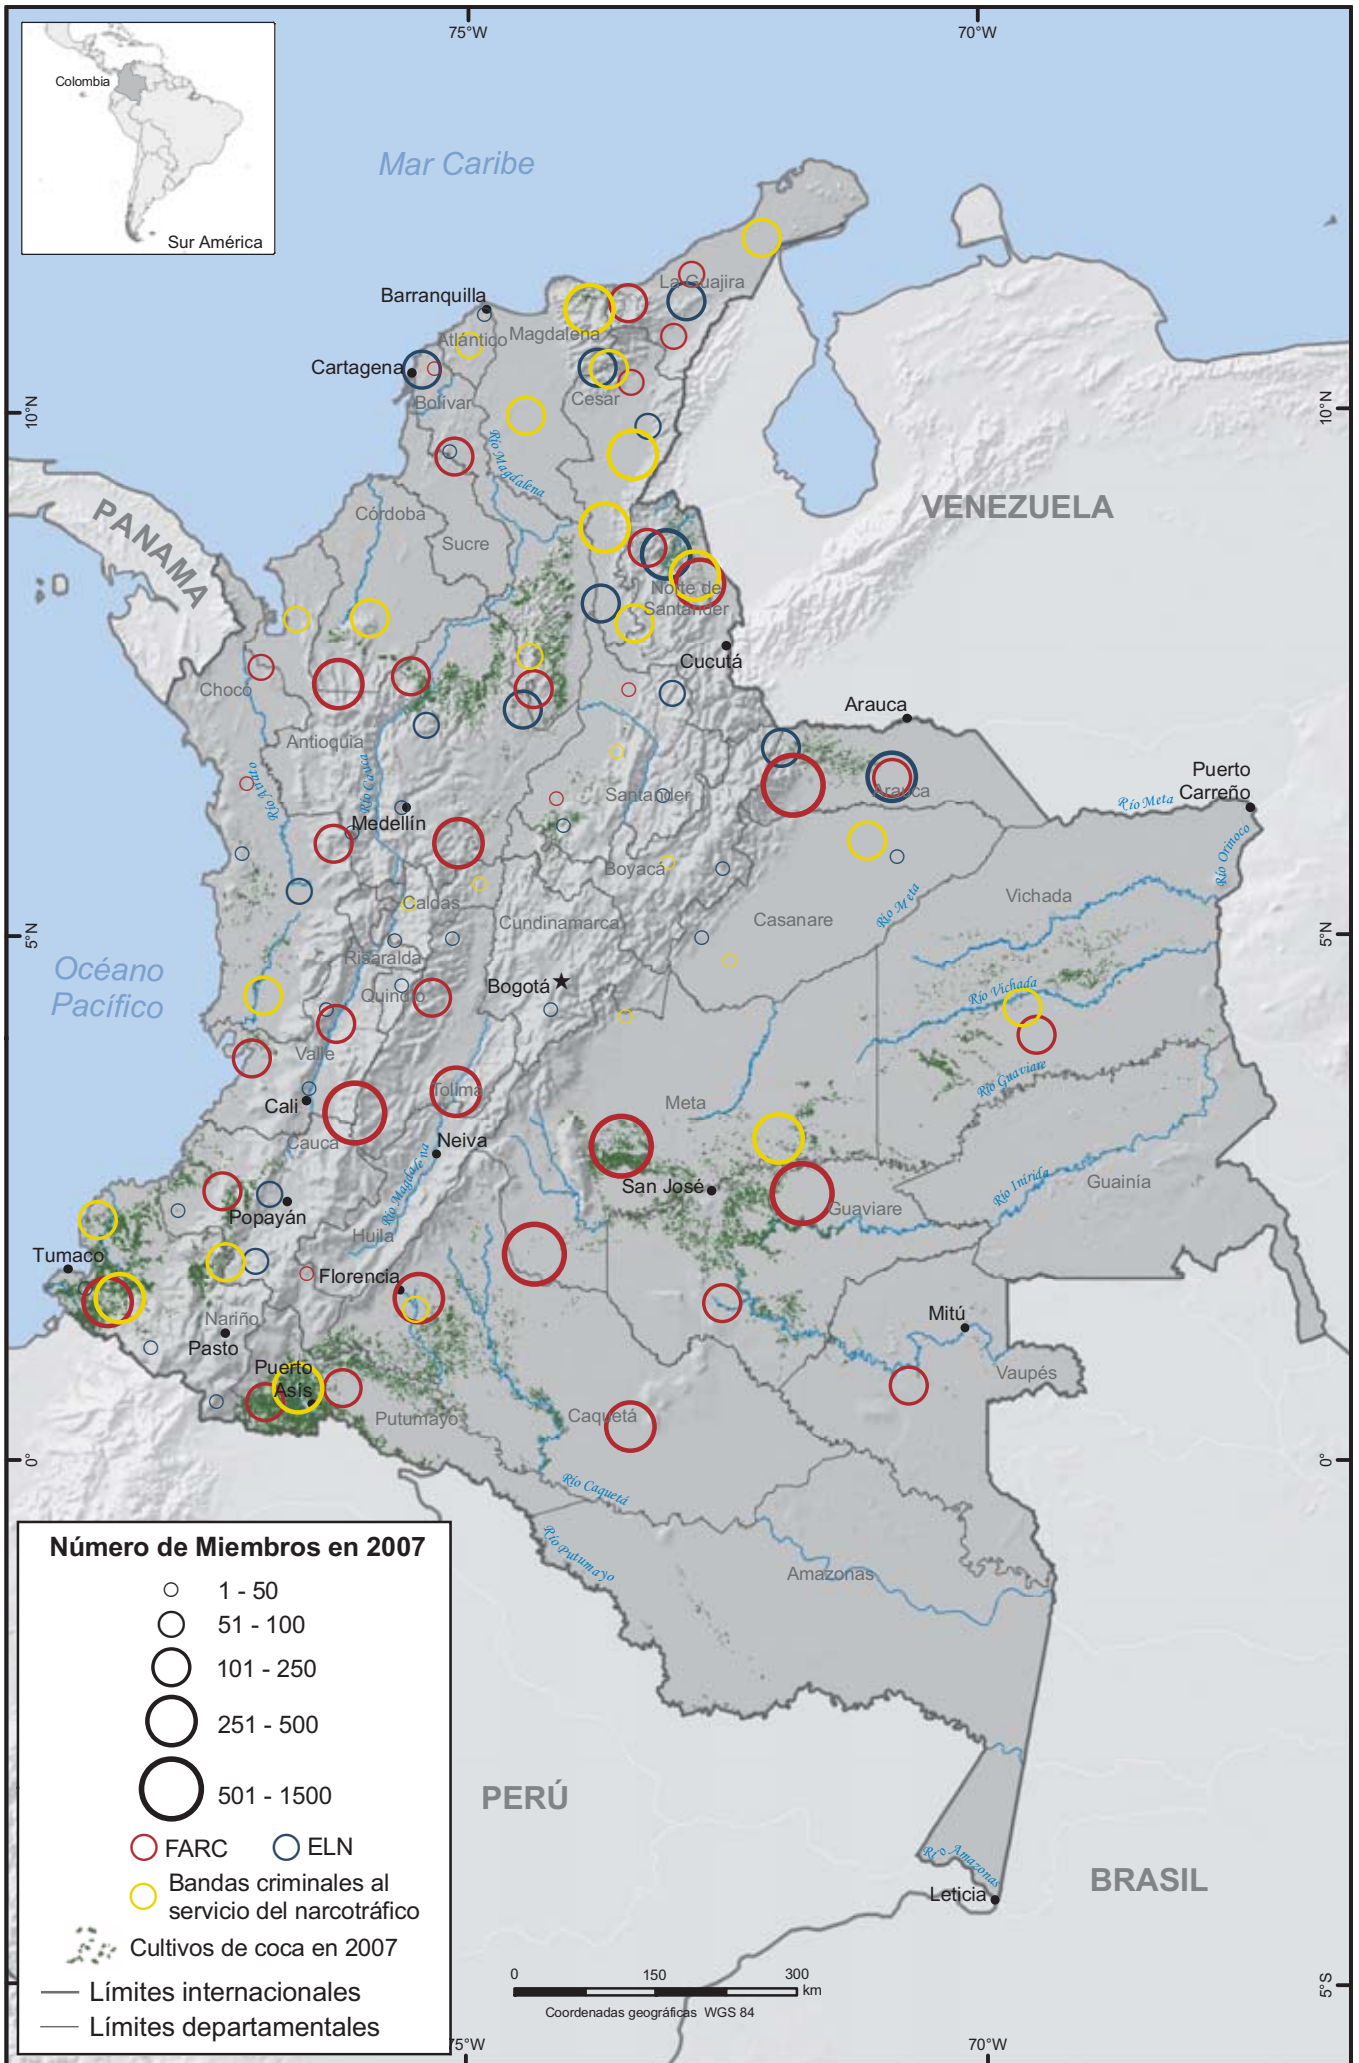 75°W
70°W
Colombia
Sur América
Mar Caribe
La Guajira
Barranquilla
Atlántico
Magdalena
Cartagena
Cesar
Bolívar
10°N
10°N
Río Magdalena
VENEZUELA
PANAMA
Córdoba
Sucre
Norte de
Santander
Cucutá
Chocó
Arauca
Antioquia
Puerto
Carreño
Río Atrato
Río Cauca
Arauca
Santander
Río Meta
Medellín
Río Orinoco
Boyacá
Vichada
Caldas
Cundinamarca
Casanare
Río Meta
5°N
5°N
Risaralda
Océano
Pacífico
Quindío
Bogotá
Río Vichada
Valle
Río Guaviare
Tolima
Meta
Cali
Cauca
Neiva
San José
Guainía
Río Inírida
Río Magdalena
Guaviare
Popayán
Huila
Tumaco
Florencia
Nariño
Mitú
Pasto
Puerto
Asís
Vaupés
Putumayo
Caquetá
0°
0°
Río Caquetá
Río Putumayo
Amazonas
Número de Miembros en 2007
1 - 50
51 - 100
101 - 250
251 - 500
501 - 1500
FARC
ELN
Bandas criminales al
servicio del narcotráfico
Cultivos de coca en 2007
Límites internacionales
Límites departamentales
PERÚ
BRASIL
Río Amazonas
Leticia
0
150
300
km
Coordenadas geográficas WGS 84
5°S
75°W
70°W